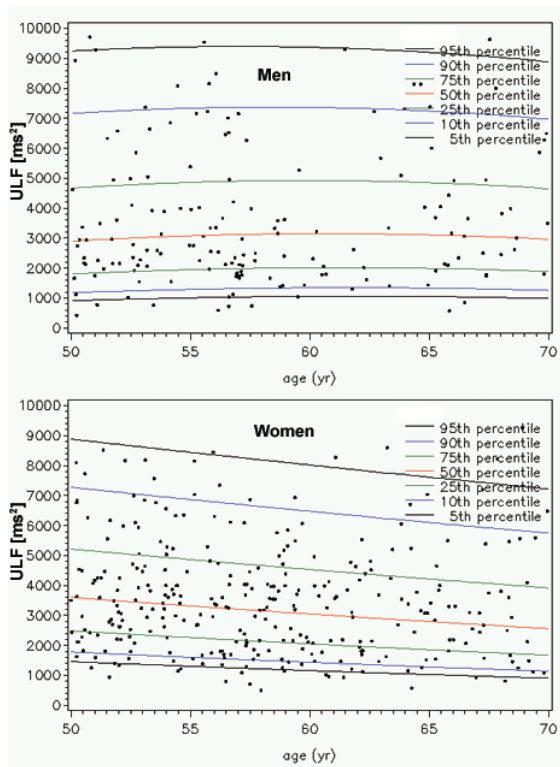 10000
9000
8000
7000
6000
5000
4000
3000
2000
1000
0
ULF [ms²]
Men
95th percentile
90th percentile
75th percentile
50th percentile
25th percentile
10th percentile
5th percentile
50 55 60 65 70
age (yr)
10000
9000
8000
7000
6000
5000
4000
3000
2000
1000
0
ULF [ms²]
Women
95th percentile
90th percentile
75th percentile
50th percentile
25th percentile
10th percentile
5th percentile
50 55 60 65 70
age (yr)